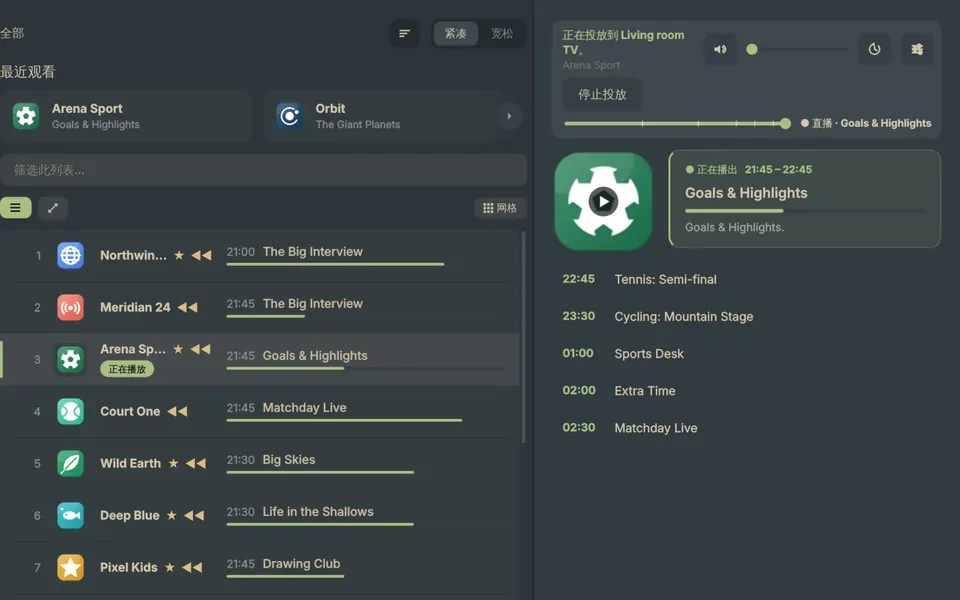 全部
紧凑
宽松
最近观看
Arena Sport
Goals & Highlights
Orbit
The Giant Planets
筛选此列表...
网格
1 Northwin... ★ 21:00 The Big Interview
2 Meridian 24 21:45 The Big Interview
3 Arena Sp... ★ 21:45 Goals & Highlights
正在播放
4 Court One 21:45 Matchday Live
5 Wild Earth ★ 21:30 Big Skies
6 Deep Blue ★ 21:30 Life in the Shallows
7 Pixel Kids ★ 21:45 Drawing Club
正在投放到 Living room
TV。
Arena Sport
停止投放
直播 · Goals & Highlights
正在播出 21:45 – 22:45
Goals & Highlights
Goals & Highlights.
22:45 Tennis: Semi-final
23:30 Cycling: Mountain Stage
01:00 Sports Desk
02:00 Extra Time
02:30 Matchday Live